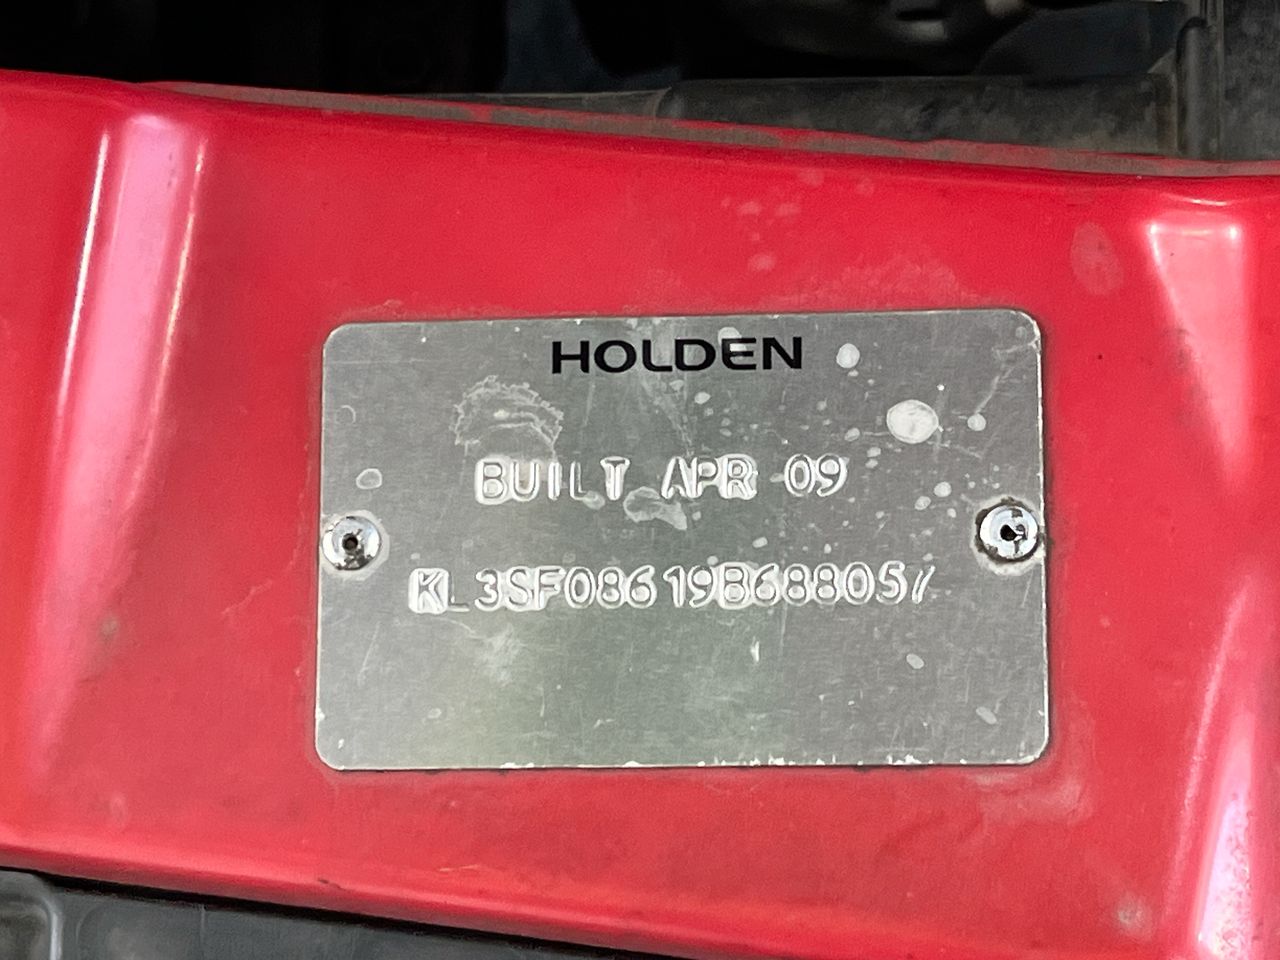 HOLDEN
BUILT APR 09
KL3SF08619B688057